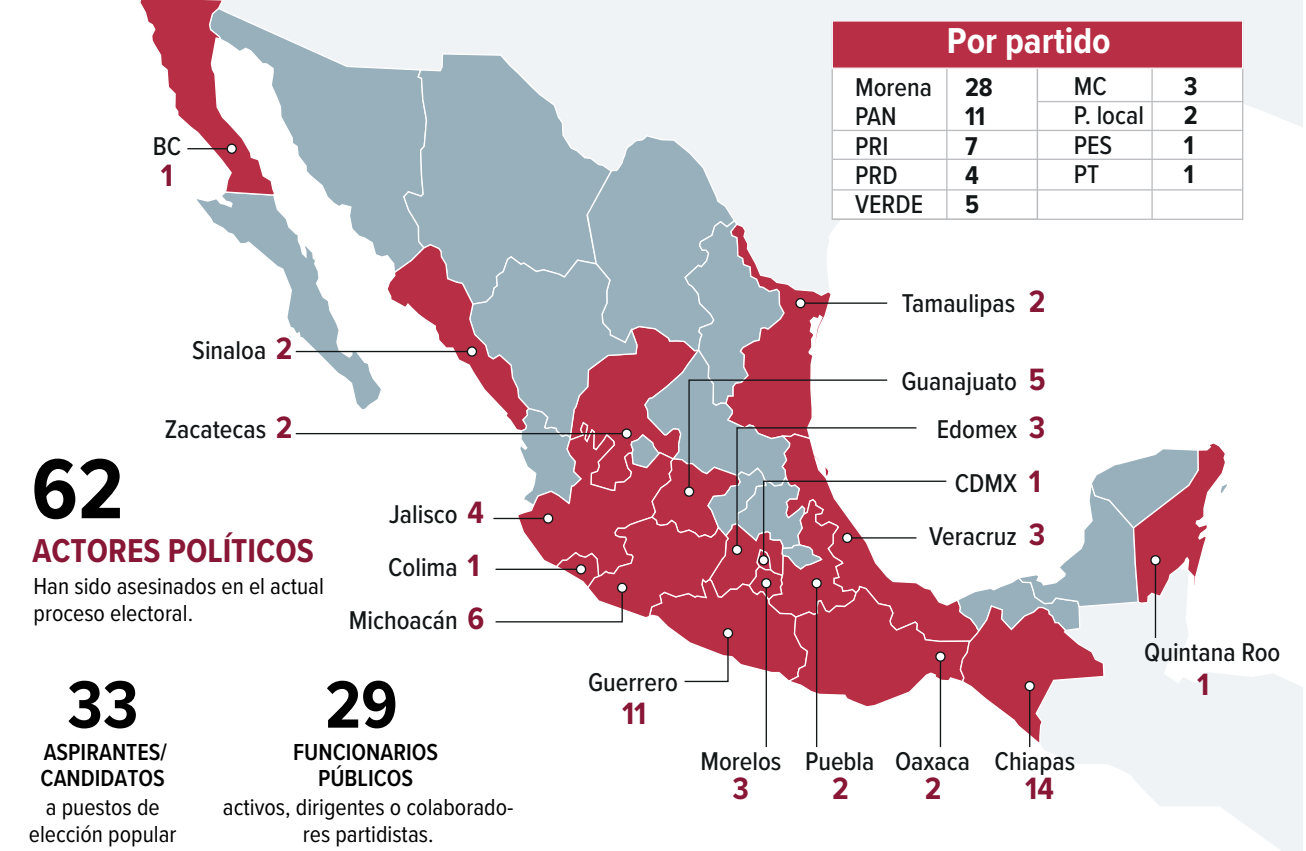 Por partido
Morena 28 MC 3
PAN 11 P. local 2
PRI 7 PES 1
PRD 4 PT 1
VERDE 5
BC
1
Sinaloa 2
Zacatecas 2
62
ACTORES POLÍTICOS
Han sido asesinados en el actual
proceso electoral.
33
ASPIRANTES/
CANDIDATOS
a puestos de
elección popular
29
FUNCIONARIOS
PÚBLICOS
activos, dirigentes o colaborado-
res partidistas.
Jalisco 4
Colima 1
Michoacán 6
Guerrero
11
Morelos
3
Puebla
2
Oaxaca
2
Chiapas
14
Tamaulipas 2
Guanajuato 5
Edomex 3
CDMX 1
Veracruz 3
Quintana Roo
1